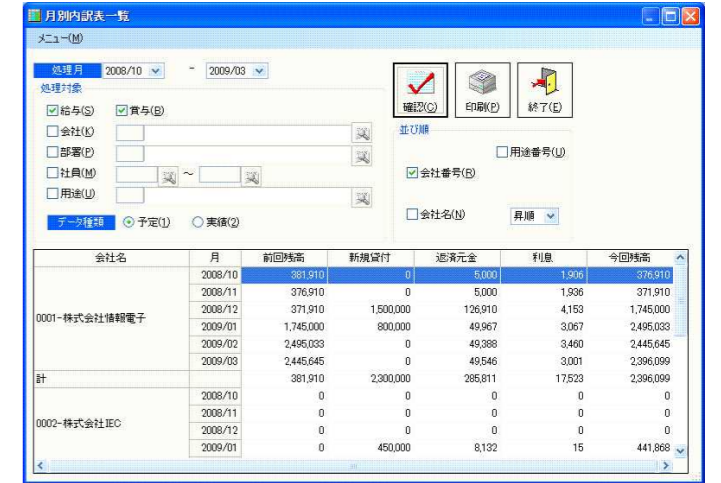 月別内訳表一覧
メニュー(M)
処理月 2008/10 - 2009/03
処理対象
給与(S) 賞与(B)
会社(K)
部署(P)
社員(M) ～
用途(U)
データ種類 予定(1) 実績(2)
確認(C) 印刷(P) 終了(E)
並び順
用途番号(U)
会社番号(R)
会社名(N) 昇順
会社名 月 前回残高 新規貸付 返済元金 利息 今回残高
2008/10 381,910 0 5,000 1,906 376,910
2008/11 376,910 0 5,000 1,936 371,910
0001-株式会社情報電子 2008/12 371,910 1,500,000 126,910 4,153 1,745,000
2009/01 1,745,000 800,000 49,967 3,067 2,495,033
2009/02 2,495,033 0 49,388 3,460 2,445,645
2009/03 2,445,645 0 49,546 3,001 2,396,099
計 381,910 2,300,000 285,811 17,523 2,396,099
2008/10 0 0 0 0 0
2008/11 0 0 0 0 0
0002-株式会社IEC 2008/12 0 0 0 0 0
2009/01 0 450,000 8,132 15 441,868